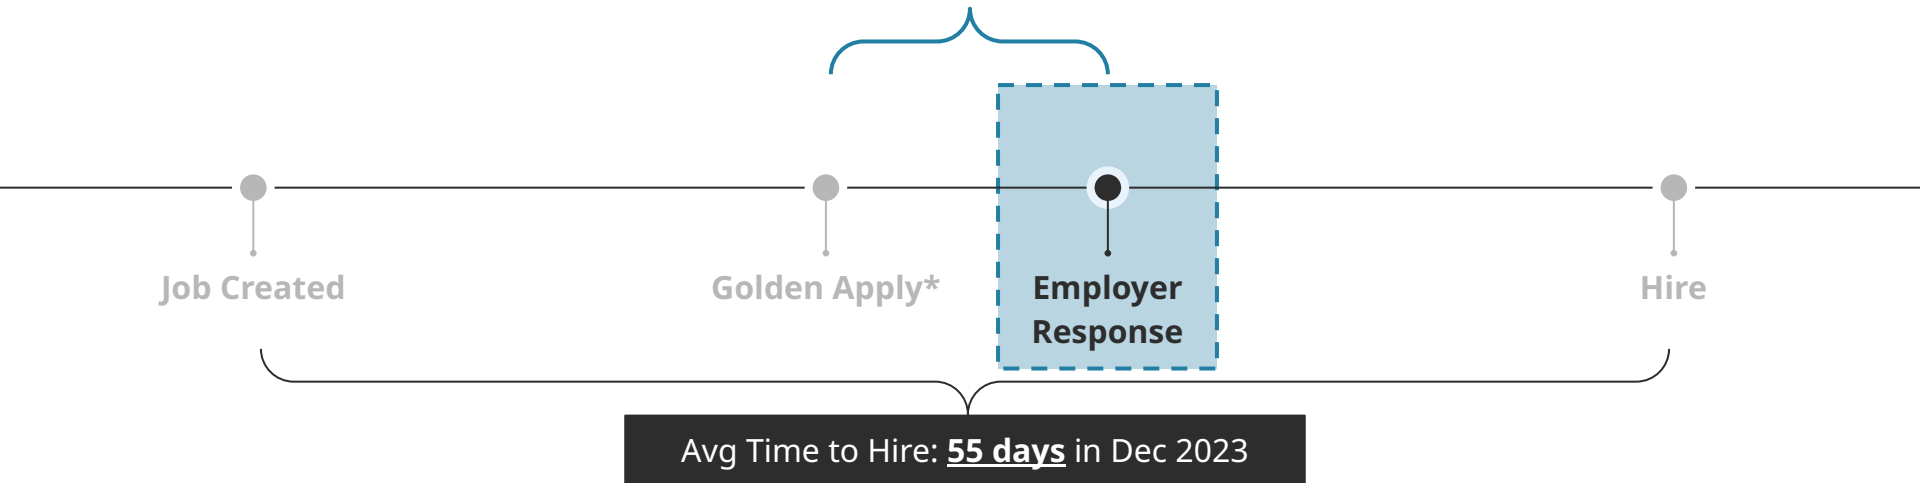 Job Created
Golden Apply*
Employer
Response
Hire
Avg Time to Hire: 55 days in Dec 2023